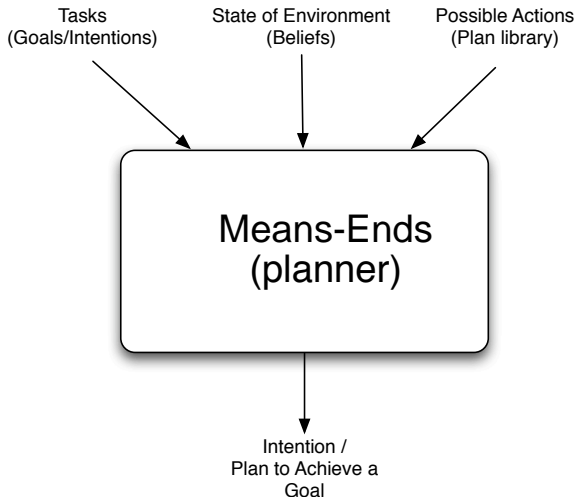 Tasks
(Goals/Intentions)
State of Environment
(Beliefs)
Possible Actions
(Plan library)
Means-Ends
(planner)
Intention /
Plan to Achieve a
Goal